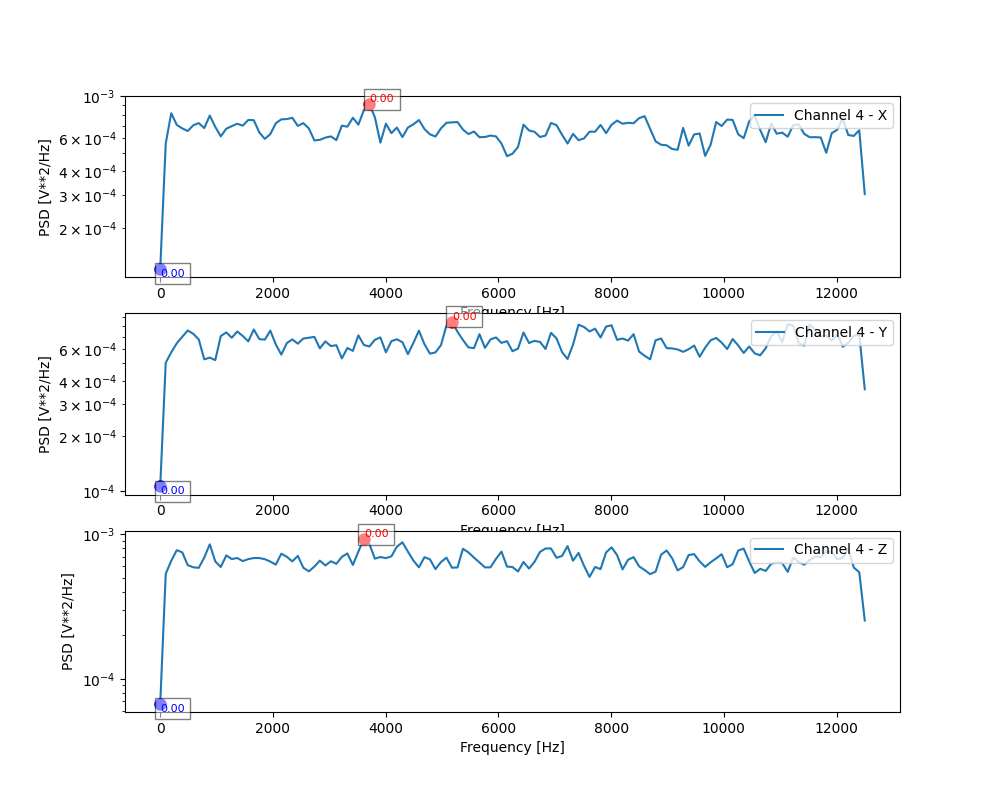 10⁻³
6 × 10⁻⁴
4 × 10⁻⁴
3 × 10⁻⁴
2 × 10⁻⁴
PSD [V**2/Hz]
0.00
0.00
Channel 4 - X
0 2000 4000 6000 8000 10000 12000
Frequency [Hz]
6 × 10⁻⁴
4 × 10⁻⁴
3 × 10⁻⁴
2 × 10⁻⁴
10⁻⁴
PSD [V**2/Hz]
0.00
0.00
Channel 4 - Y
0 2000 4000 6000 8000 10000 12000
Frequency [Hz]
10⁻³
10⁻⁴
PSD [V**2/Hz]
0.00
0.00
Channel 4 - Z
0 2000 4000 6000 8000 10000 12000
Frequency [Hz]